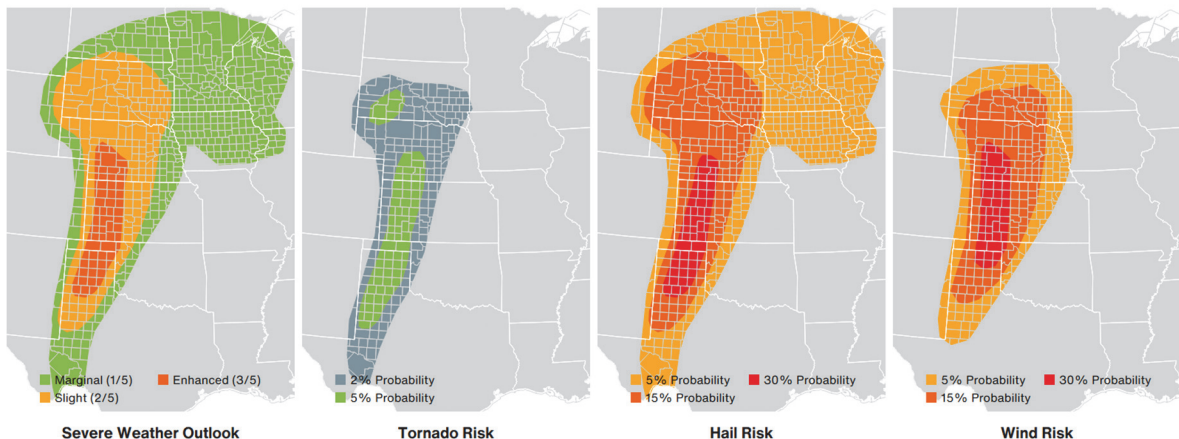 Marginal (1/5) Enhanced (3/5)
Slight (2/5)
Severe Weather Outlook
2% Probability
5% Probability
Tornado Risk
5% Probability 30% Probability
15% Probability
Hail Risk
5% Probability 30% Probability
15% Probability
Wind Risk